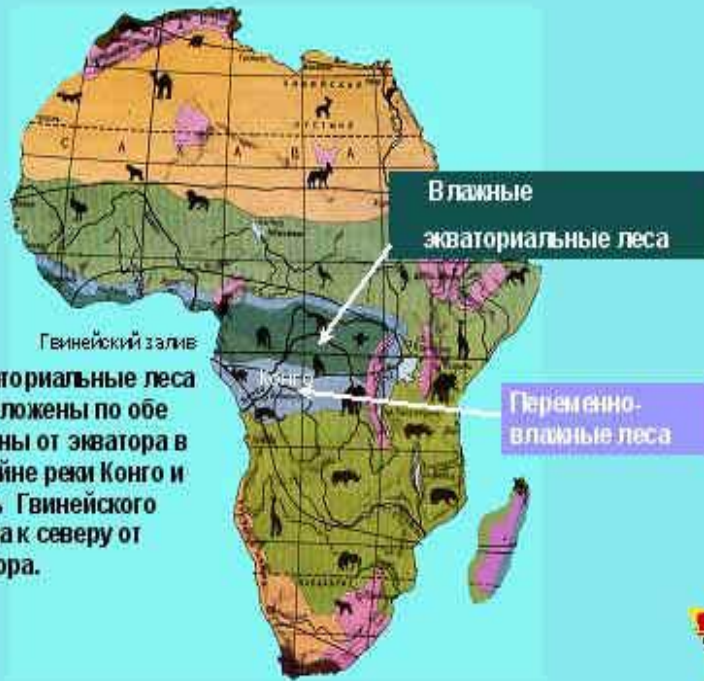 Влажные
экваториальные леса
Гвинейский залив
Конго
Переменно-
влажные леса
аториальные леса
ложены по обе
ны от экватора в
йне реки Конго и
ь Гвинейского
а к северу от
ора.
С А Х А Р А